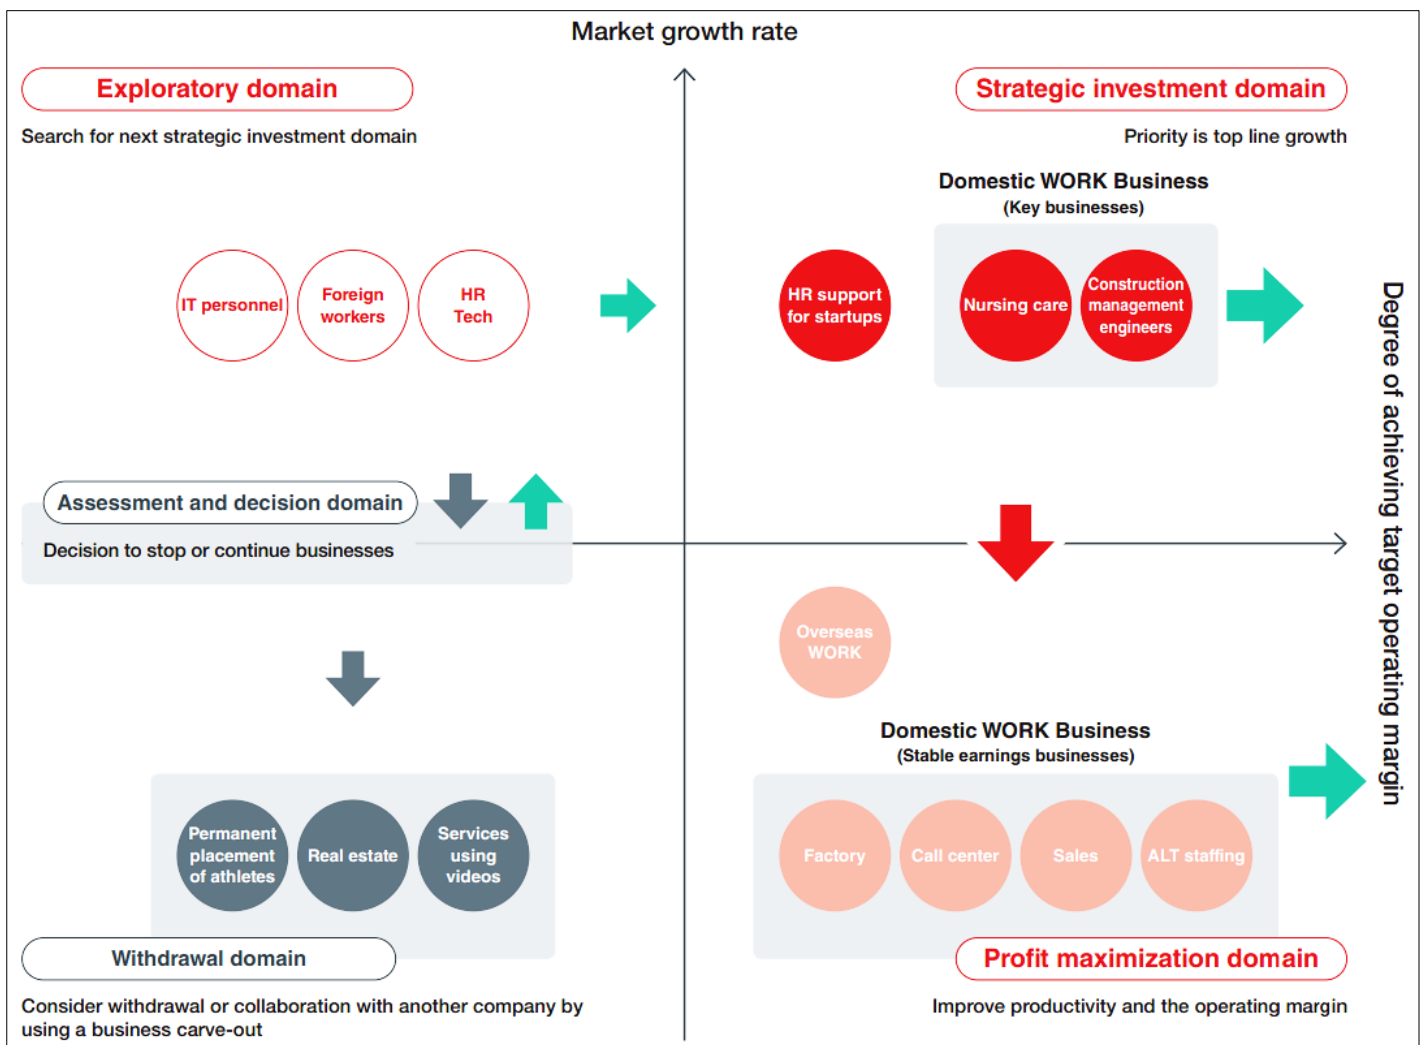 Market growth rate
Exploratory domain
Search for next strategic investment domain
Strategic investment domain
Priority is top line growth
Domestic WORK Business
(Key businesses)
IT personnel
Foreign
workers
HR
Tech
HR support
for startups
Nursing care
Construction
management
engineers
Degree of achieving target operating margin
Assessment and decision domain
Decision to stop or continue businesses
Overseas
WORK
Domestic WORK Business
(Stable earnings businesses)
Permanent
placement
of athletes
Real estate
Services
using
videos
Factory
Call center
Sales
ALT staffing
Withdrawal domain
Consider withdrawal or collaboration with another company by
using a business carve-out
Profit maximization domain
Improve productivity and the operating margin